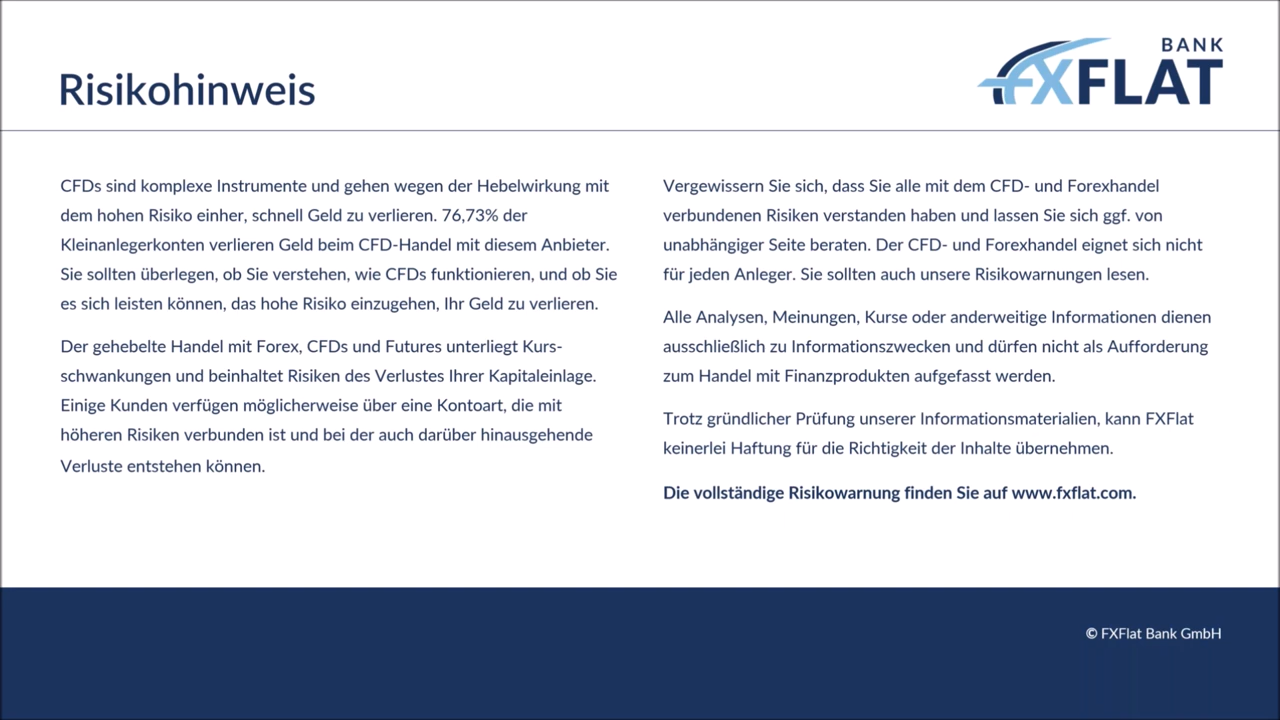 Risikohinweis
BANK
FXFLAT
CFDs sind komplexe Instrumente und gehen wegen der Hebelwirkung mit
dem hohen Risiko einher, schnell Geld zu verlieren. 76,73% der
Kleinanlegerkonten verlieren Geld beim CFD-Handel mit diesem Anbieter.
Sie sollten überlegen, ob Sie verstehen, wie CFDs funktionieren, und ob Sie
es sich leisten können, das hohe Risiko einzugehen, Ihr Geld zu verlieren.
Der gehebelte Handel mit Forex, CFDs und Futures unterliegt Kurs-
schwankungen und beinhaltet Risiken des Verlustes Ihrer Kapitaleinlage.
Einige Kunden verfügen möglicherweise über eine Kontoart, die mit
höheren Risiken verbunden ist und bei der auch darüber hinausgehende
Verluste entstehen können.
Vergewissern Sie sich, dass Sie alle mit dem CFD- und Forexhandel
verbundenen Risiken verstanden haben und lassen Sie sich ggf. von
unabhängiger Seite beraten. Der CFD- und Forexhandel eignet sich nicht
für jeden Anleger. Sie sollten auch unsere Risikowarnungen lesen.
Alle Analysen, Meinungen, Kurse oder anderweitige Informationen dienen
ausschließlich zu Informationszwecken und dürfen nicht als Aufforderung
zum Handel mit Finanzprodukten aufgefasst werden.
Trotz gründlicher Prüfung unserer Informationsmaterialien, kann FXFlat
keinerlei Haftung für die Richtigkeit der Inhalte übernehmen.
Die vollständige Risikowarnung finden Sie auf www.fxflat.com.
© FXFlat Bank GmbH